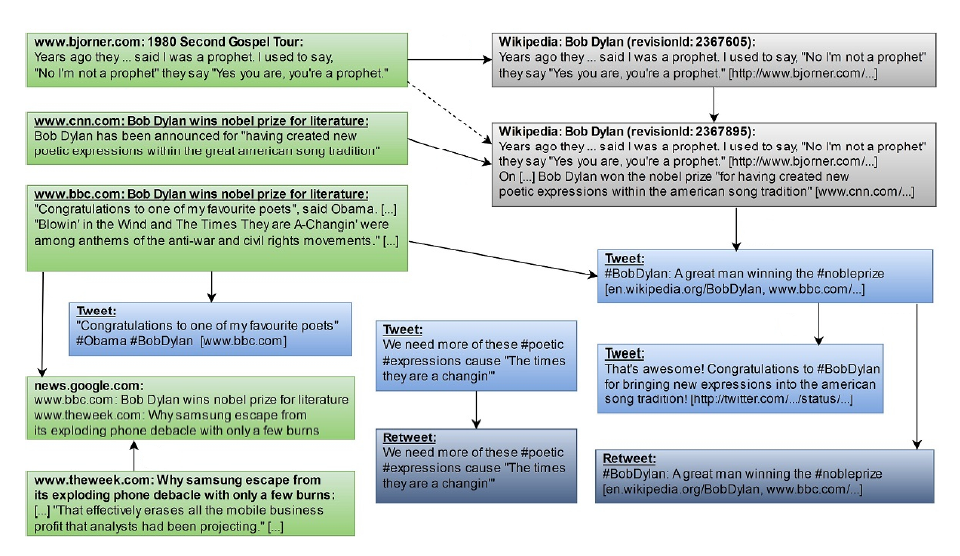 www.bjorner.com: 1980 Second Gospel Tour:
Years ago they ... said I was a prophet. I used to say,
"No I'm not a prophet" they say "Yes you are, you're a prophet."
Wikipedia: Bob Dylan (revisionId: 2367605):
Years ago they ... said I was a prophet. I used to say, "No I'm not a prophet"
they say "Yes you are, you're a prophet." [http://www.bjorner.com/...]
www.cnn.com: Bob Dylan wins nobel prize for literature:
Bob Dylan has been announced for "having created new
poetic expressions within the great american song tradition"
Wikipedia: Bob Dylan (revisionId: 2367895):
Years ago they ... said I was a prophet. I used to say, "No I'm not a prophet"
they say "Yes you are, you're a prophet." [http://www.bjorner.com/...]
On [...] Bob Dylan won the nobel prize "for having created new
poetic expressions within the american song tradition" [www.cnn.com/...]
www.bbc.com: Bob Dylan wins nobel prize for literature:
"Congratulations to one of my favourite poets", said Obama. [...]
"Blowin' in the Wind and The Times They are A-Changin' were
among anthems of the anti-war and civil rights movements." [...]
Tweet:
#BobDylan: A great man winning the #nobleprize
[en.wikipedia.org/BobDylan, www.bbc.com/...]
Tweet:
"Congratulations to one of my favourite poets"
#Obama #BobDylan [www.bbc.com]
Tweet:
We need more of these #poetic
#expressions cause "The times
they are a changin'"
Tweet:
That's awesome! Congratulations to #BobDylan
for bringing new expressions into the american
song tradition! [http://twitter.com/.../status/...]
news.google.com:
www.bbc.com: Bob Dylan wins nobel prize for literature
www.theweek.com: Why samsung escape from
its exploding phone debacle with only a few burns
Retweet:
We need more of these #poetic
#expressions cause "The times
they are a changin'"
Retweet:
#BobDylan: A great man winning the #nobleprize
[en.wikipedia.org/BobDylan, www.bbc.com/...]
www.theweek.com: Why samsung escape from
its exploding phone debacle with only a few burns:
[...] "That effectively erases all the mobile business
profit that analysts had been projecting." [...]